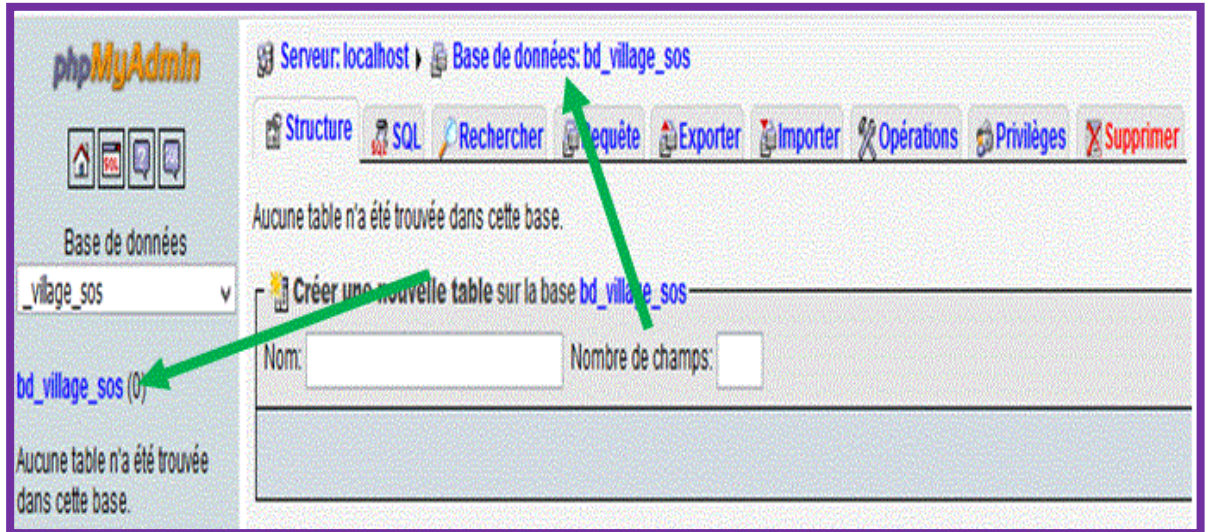 phpMyAdmin
SQL
Base de données
_village_sos
bd_village_sos (0)
Aucune table n'a été trouvée
dans cette base.
Serveur: localhost ▸ Base de données: bd_village_sos
Structure SQL Rechercher Requête Exporter Importer Opérations Privilèges Supprimer
Aucune table n'a été trouvée dans cette base.
Créer une nouvelle table sur la base bd_village_sos
Nom: Nombre de champs: